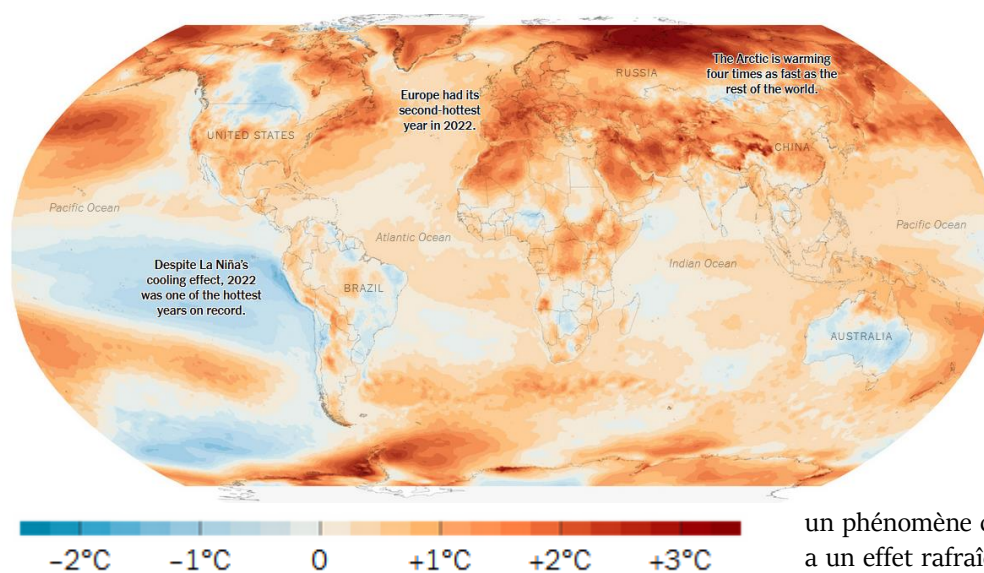 The Arctic is warming
four times as fast as the
rest of the world.
RUSSIA
Europe had its
second-hottest
year in 2022.
UNITED STATES
CHINA
Pacific Ocean
Atlantic Ocean
Pacific Ocean
Indian Ocean
Despite La Niña's
cooling effect, 2022
was one of the hottest
years on record.
BRAZIL
AUSTRALIA
−2°C −1°C 0 +1°C +2°C +3°C
un phénomène
a un effet